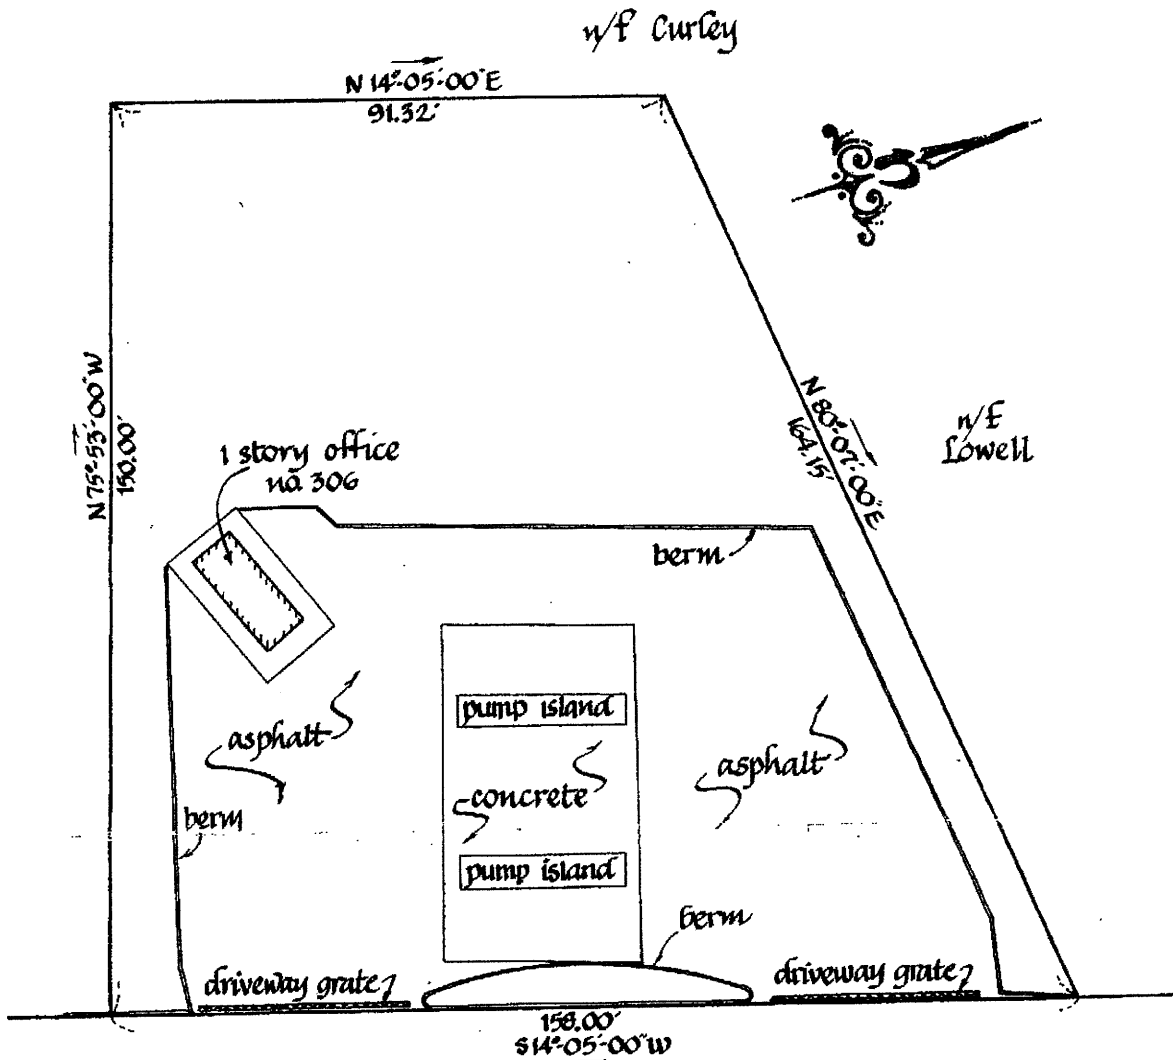 n/f Curley
N 14°-05'-00" E
91.32'
N 75°-53'-00" W
150.00'
N 80°-07'-00" E
164.15'
n/f
Lowell
1 story office
no. 306
berm
pump island
asphalt
asphalt
concrete
berm
pump island
berm
driveway grate
driveway grate
158.00'
S 14°-05'-00" W